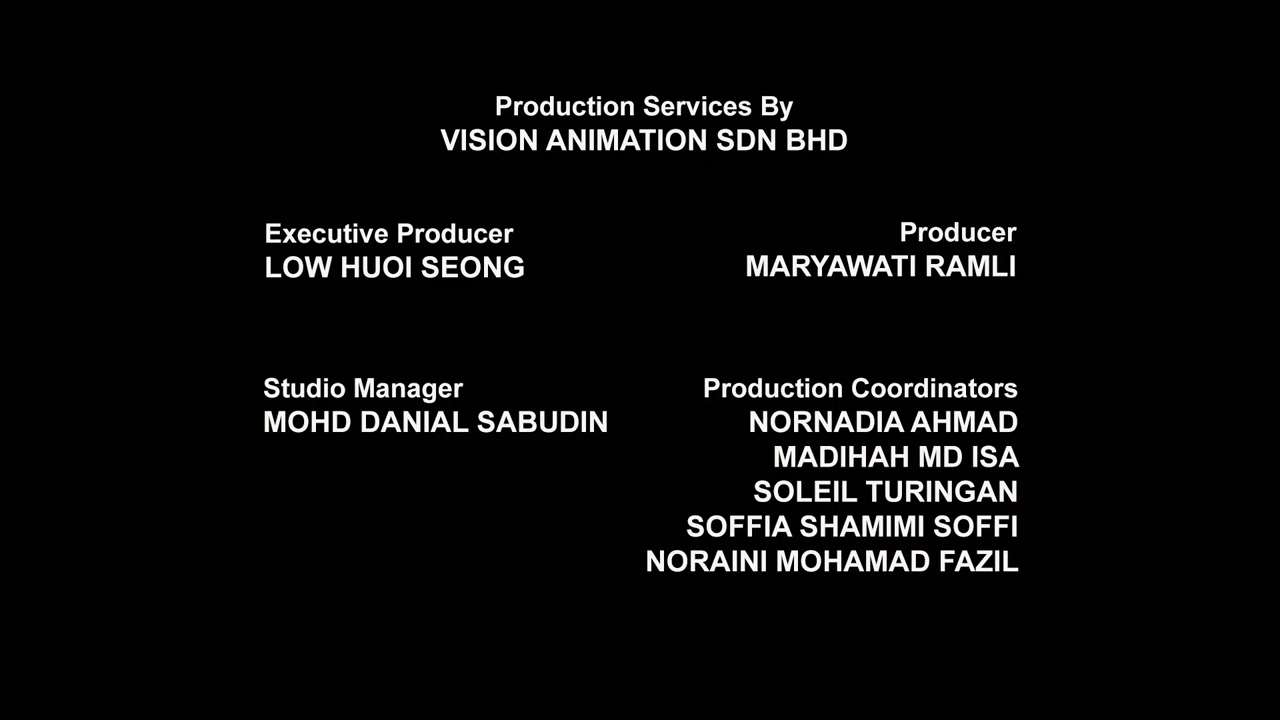 Production Services By
VISION ANIMATION SDN BHD
Executive Producer
LOW HUOI SEONG
Producer
MARYAWATI RAMLI
Studio Manager
MOHD DANIAL SABUDIN
Production Coordinators
NORNADIA AHMAD
MADIHAH MD ISA
SOLEIL TURINGAN
SOFFIA SHAMIMI SOFFI
NORAINI MOHAMAD FAZIL